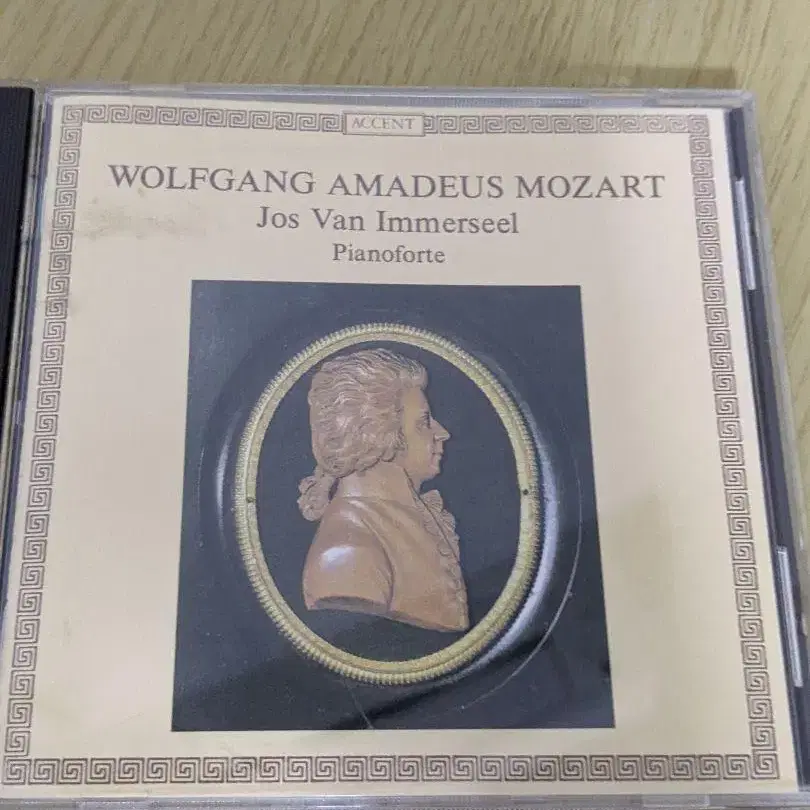 ACCENT
WOLFGANG AMADEUS MOZART
Jos Van Immerseel
Pianoforte